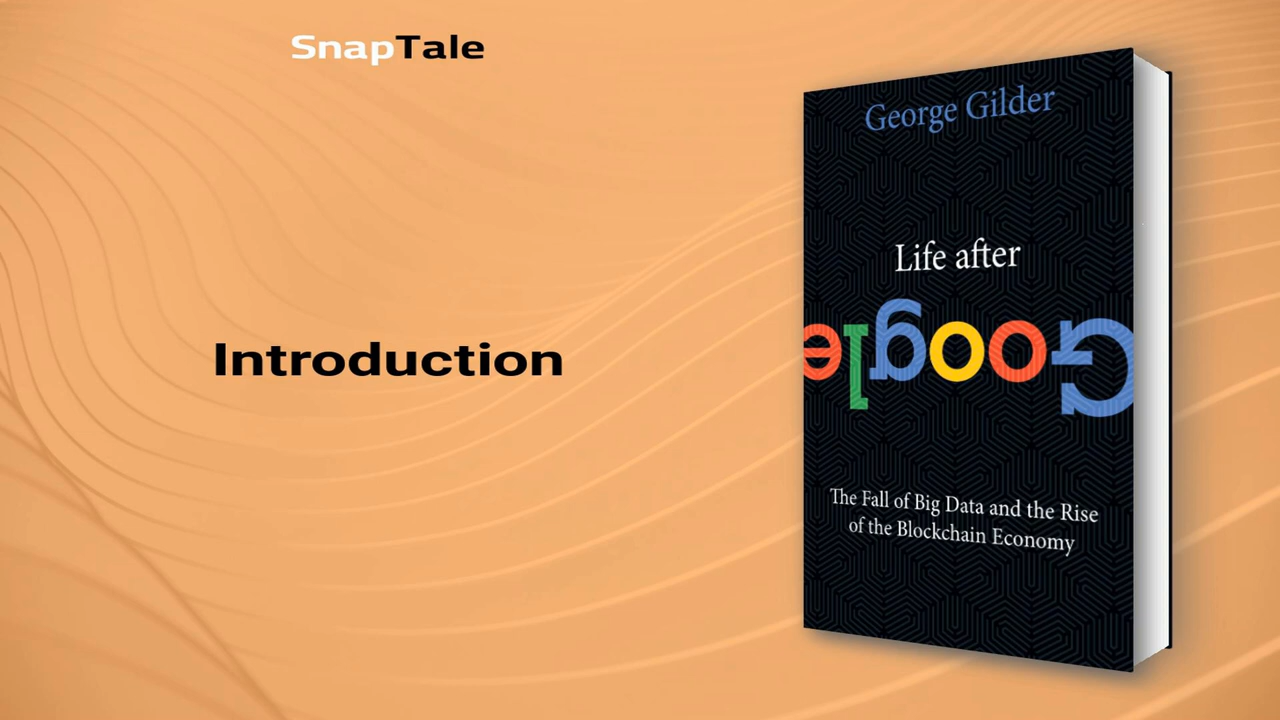 SnapTale
Introduction
George Gilder
Life after
Google
The Fall of Big Data and the Rise
of the Blockchain Economy